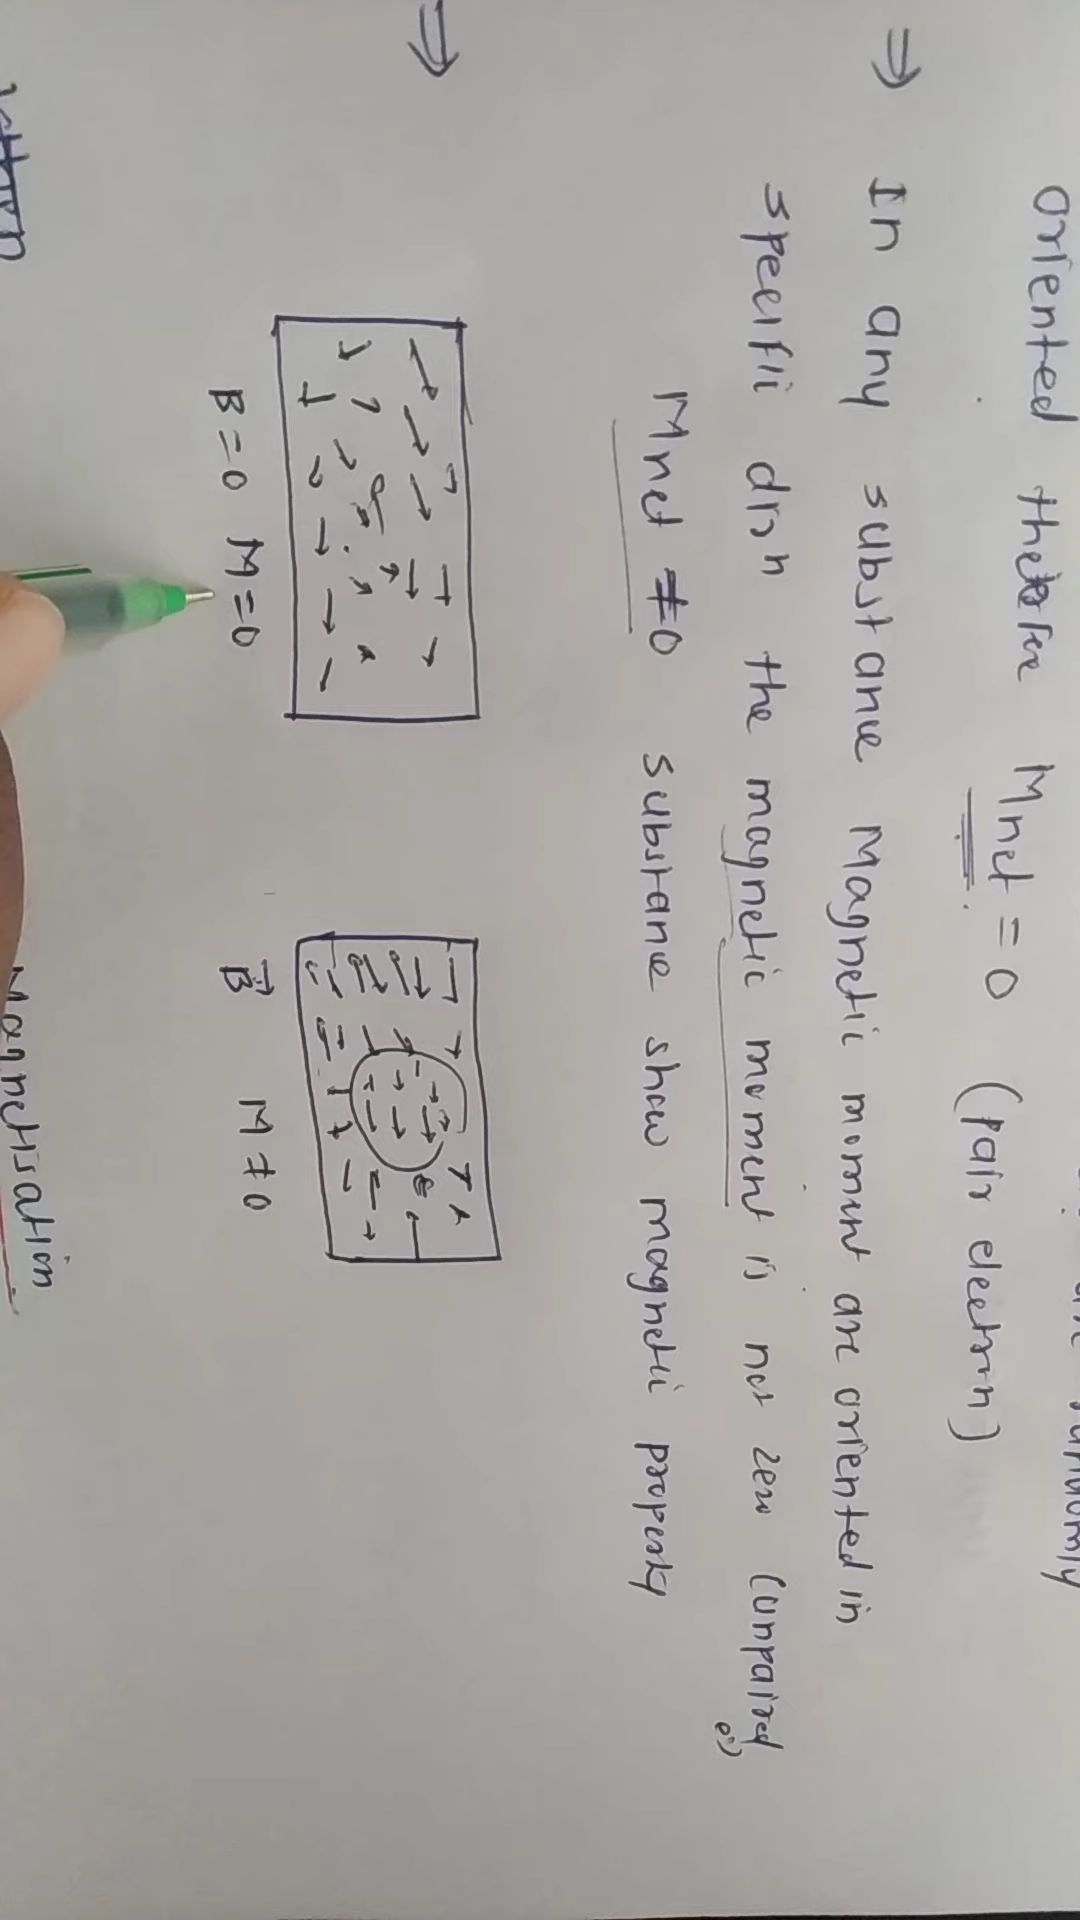 randomly
oriented therefore Mnet = 0 (pair electron)
⇒ In any substance Magnetic moment are oriented in
specific dirn the magnetic moment is not zero (unpaired e⁻)
Mnet ≠ 0 substance show magnetic property
⇒
B = 0 M = 0
B⃗ M ≠ 0
Magnetisation